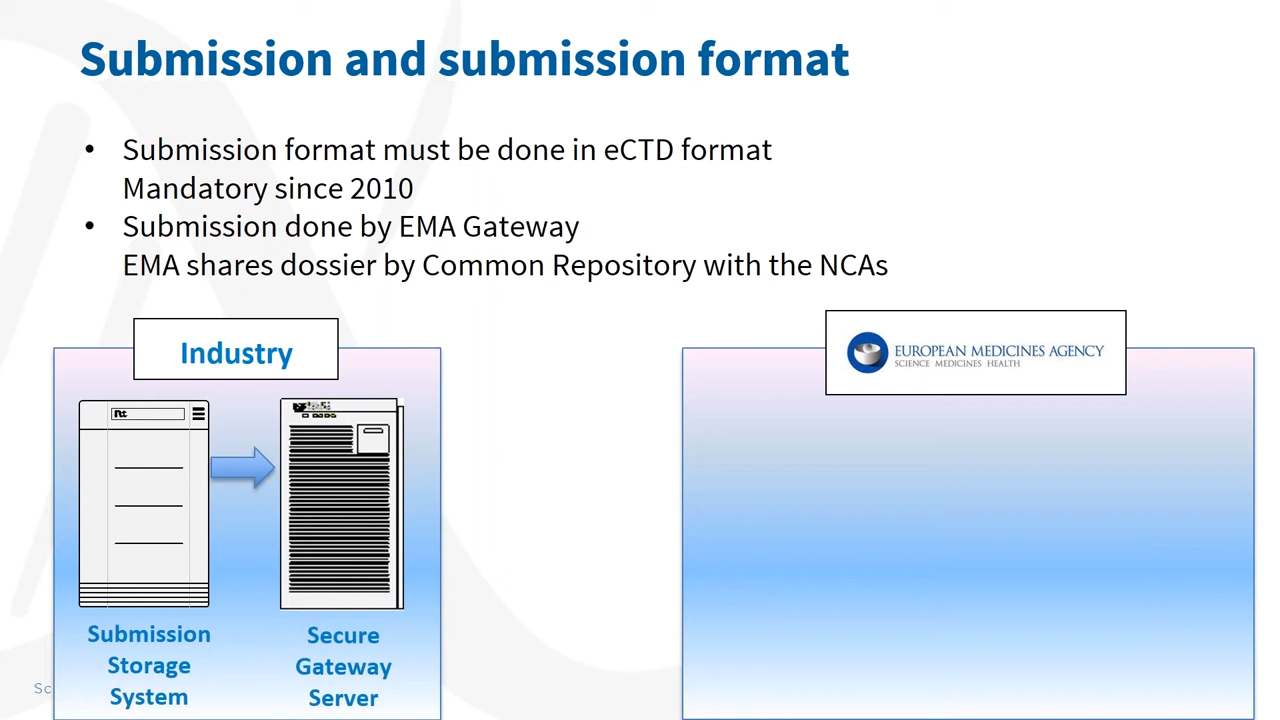 Submission and submission format
• Submission format must be done in eCTD format
Mandatory since 2010
• Submission done by EMA Gateway
EMA shares dossier by Common Repository with the NCAs
Industry
EUROPEAN MEDICINES AGENCY
SCIENCE MEDICINES HEALTH
Submission
Storage
System
Secure
Gateway
Server
Sc